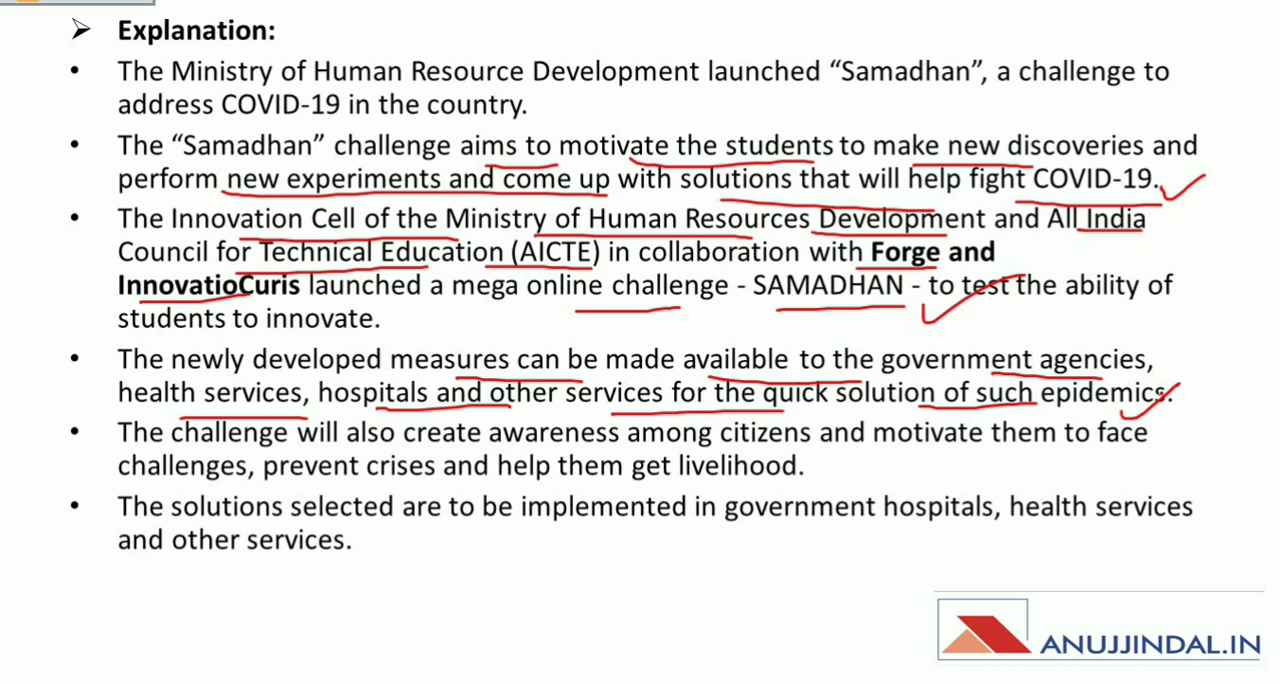 ➢ Explanation:
• The Ministry of Human Resource Development launched “Samadhan”, a challenge to
address COVID-19 in the country.
• The “Samadhan” challenge aims to motivate the students to make new discoveries and
perform new experiments and come up with solutions that will help fight COVID-19.
• The Innovation Cell of the Ministry of Human Resources Development and All India
Council for Technical Education (AICTE) in collaboration with Forge and
InnovatioCuris launched a mega online challenge - SAMADHAN - to test the ability of
students to innovate.
• The newly developed measures can be made available to the government agencies,
health services, hospitals and other services for the quick solution of such epidemics.
• The challenge will also create awareness among citizens and motivate them to face
challenges, prevent crises and help them get livelihood.
• The solutions selected are to be implemented in government hospitals, health services
and other services.
ANUJJINDAL.IN